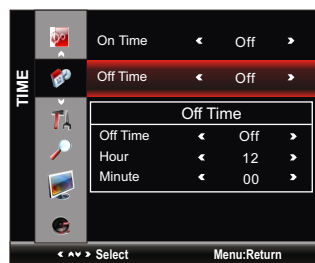 TIME
On Time Off
Off Time Off
Off Time
Off Time Off
Hour 12
Minute 00
Select Menu:Return